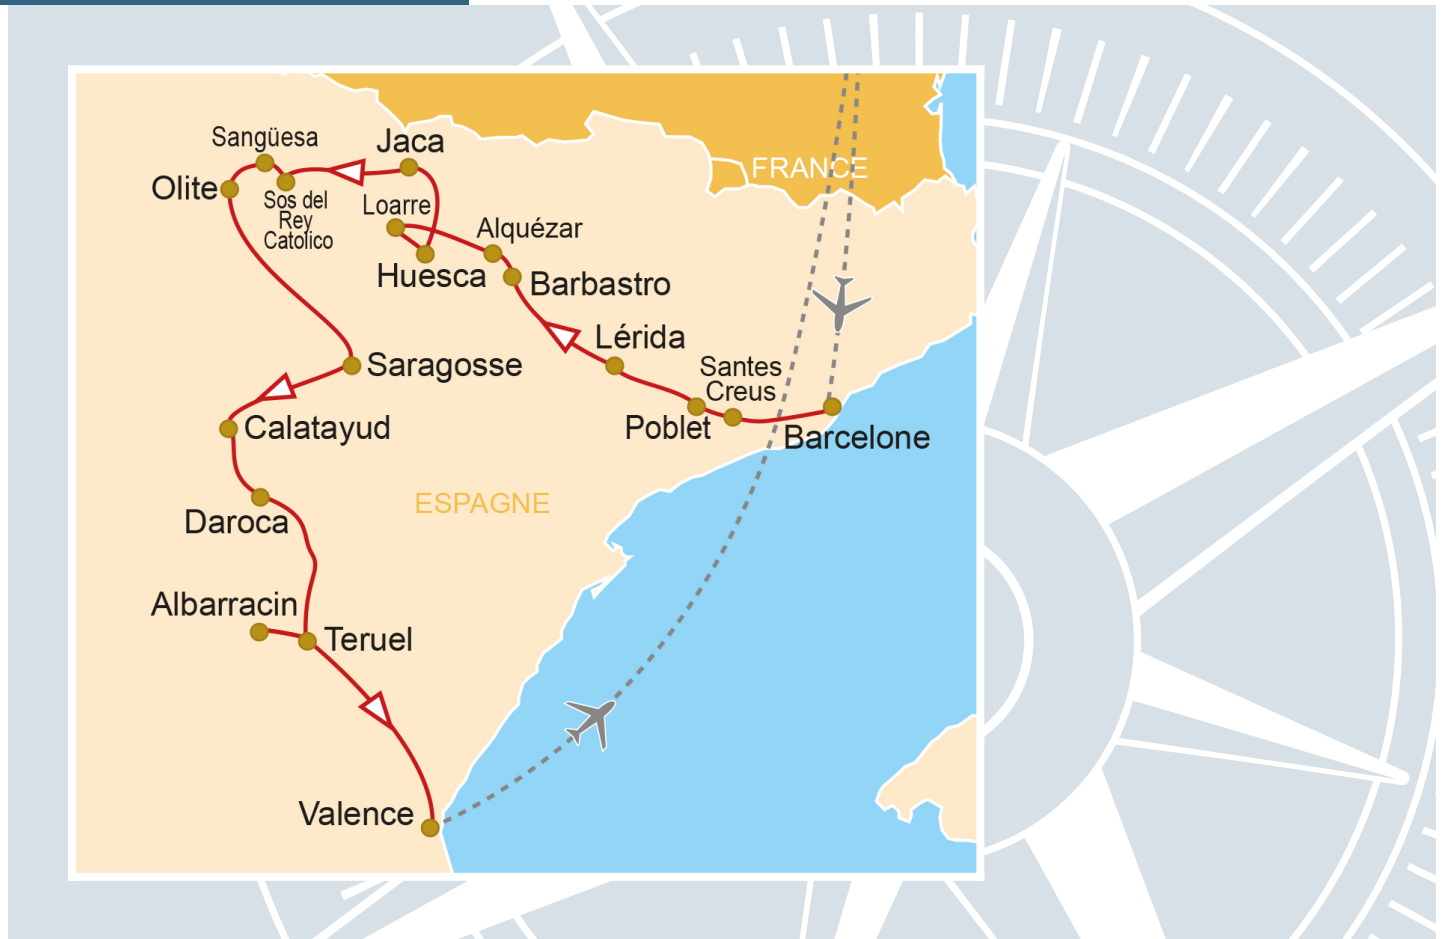 Sangüesa
Jaca
FRANCE
Olite
Sos del
Rey
Catolico
Loarre
Alquézar
Huesca
Barbastro
Lérida
Saragosse
Santes
Creus
Calatayud
Poblet
Barcelone
ESPAGNE
Daroca
Albarracin
Teruel
Valence